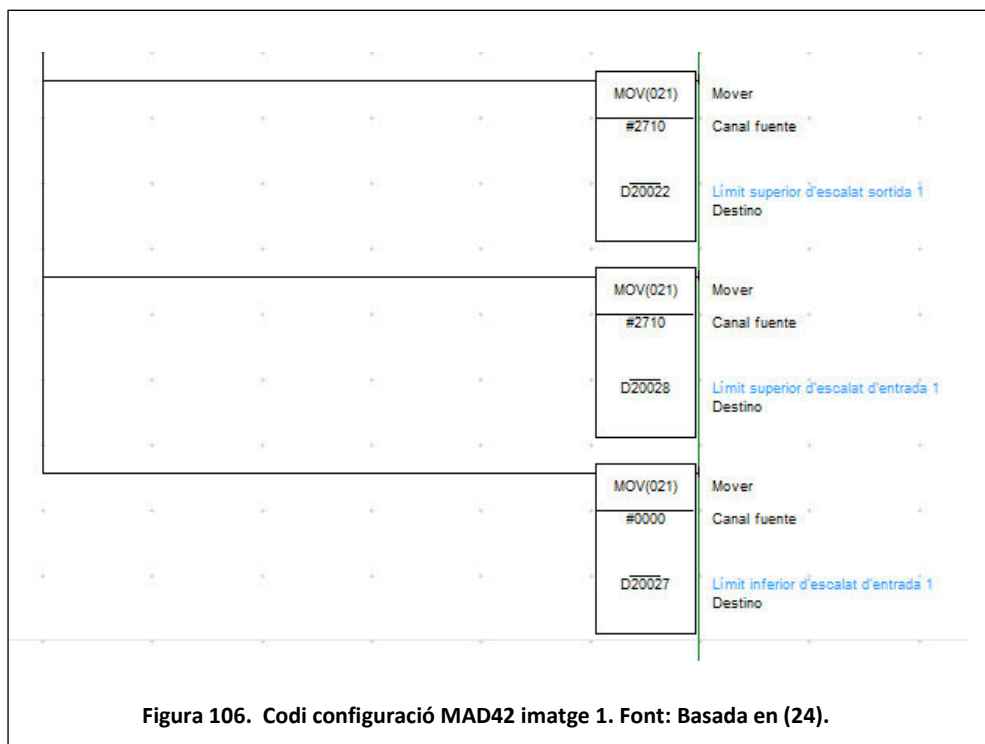 MOV(021) Mover
#2710 Canal fuente
D20022 Límit superior d'escalat sortida 1
Destino
MOV(021) Mover
#2710 Canal fuente
D20028 Límit superior d'escalat d'entrada 1
Destino
MOV(021) Mover
#0000 Canal fuente
D20027 Límit inferior d'escalat d'entrada 1
Destino
Figura 106. Codi configuració MAD42 imatge 1. Font: Basada en (24).